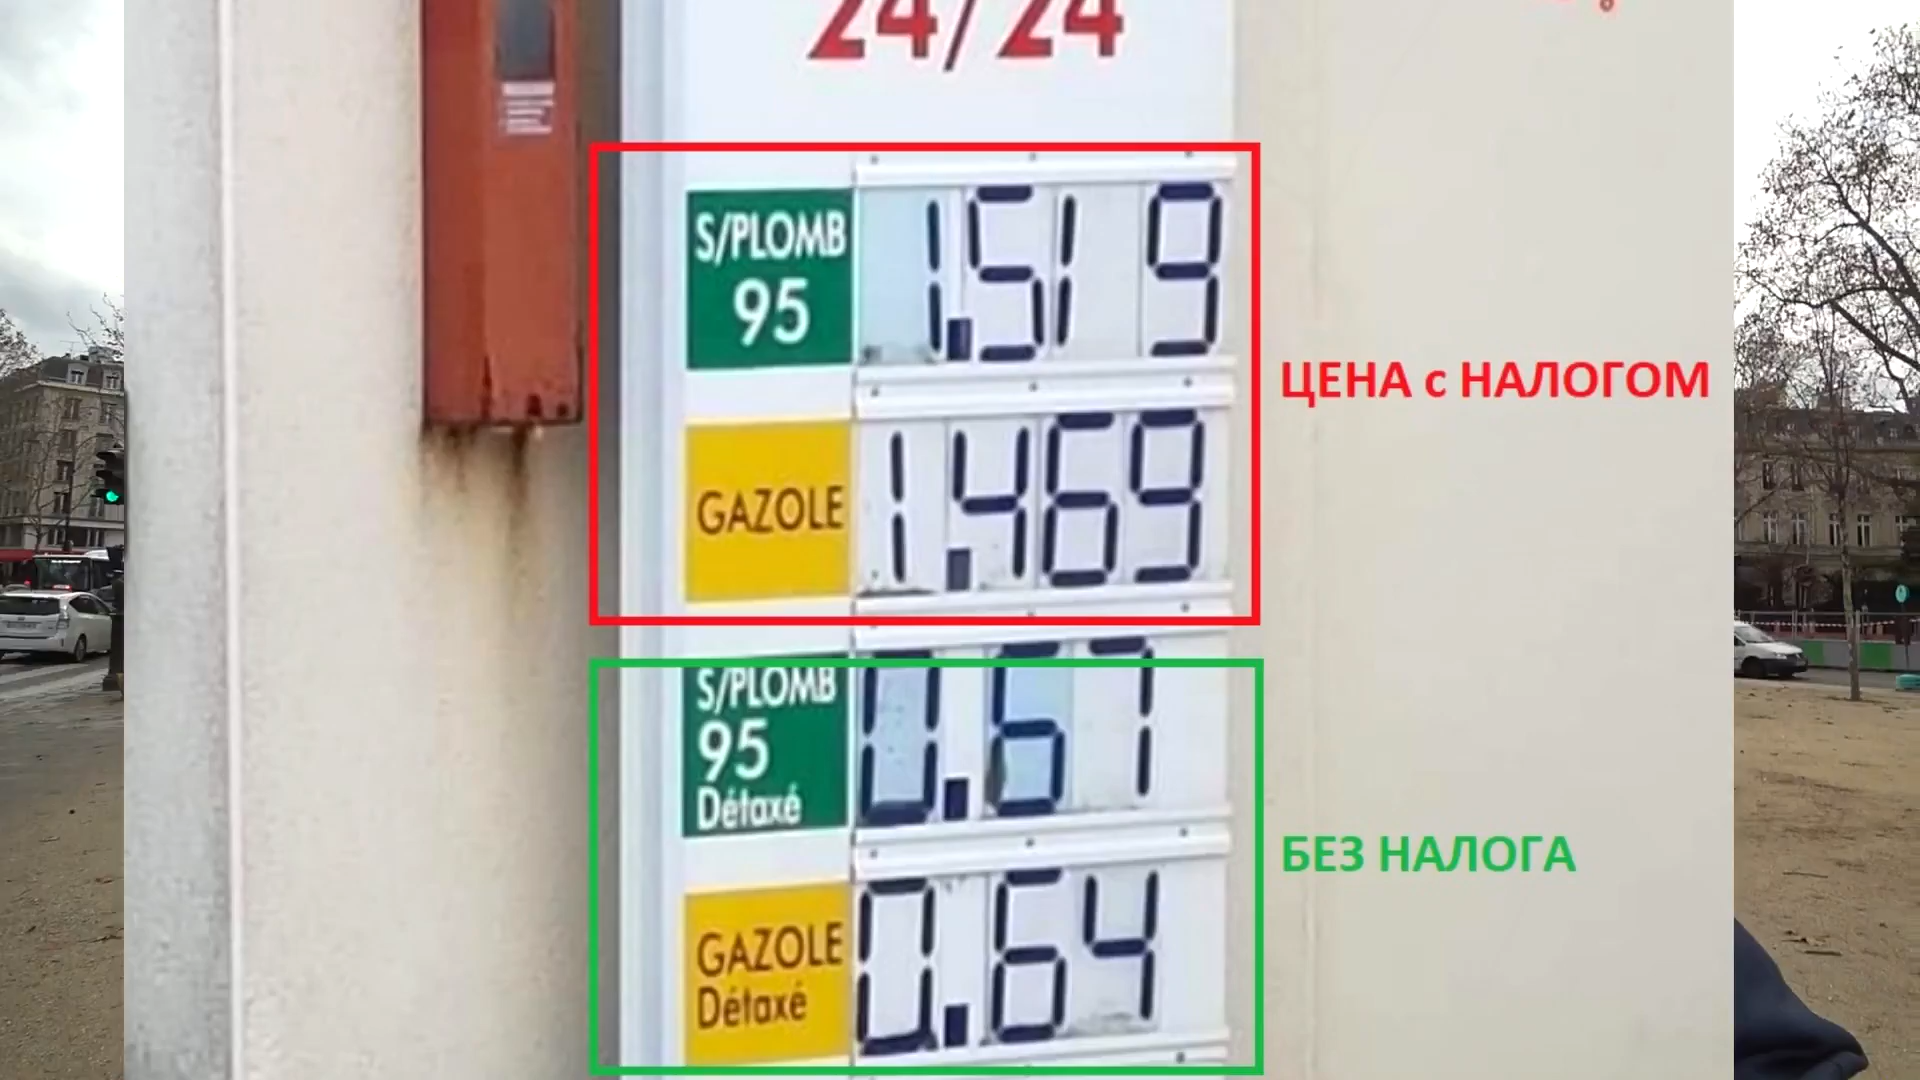 24/24
S/PLOMB
95
1.519
ЦЕНА с НАЛОГОМ
GAZOLE
1.469
S/PLOMB
95
Détaxé
0.67
БЕЗ НАЛОГА
GAZOLE
Détaxé
0.64